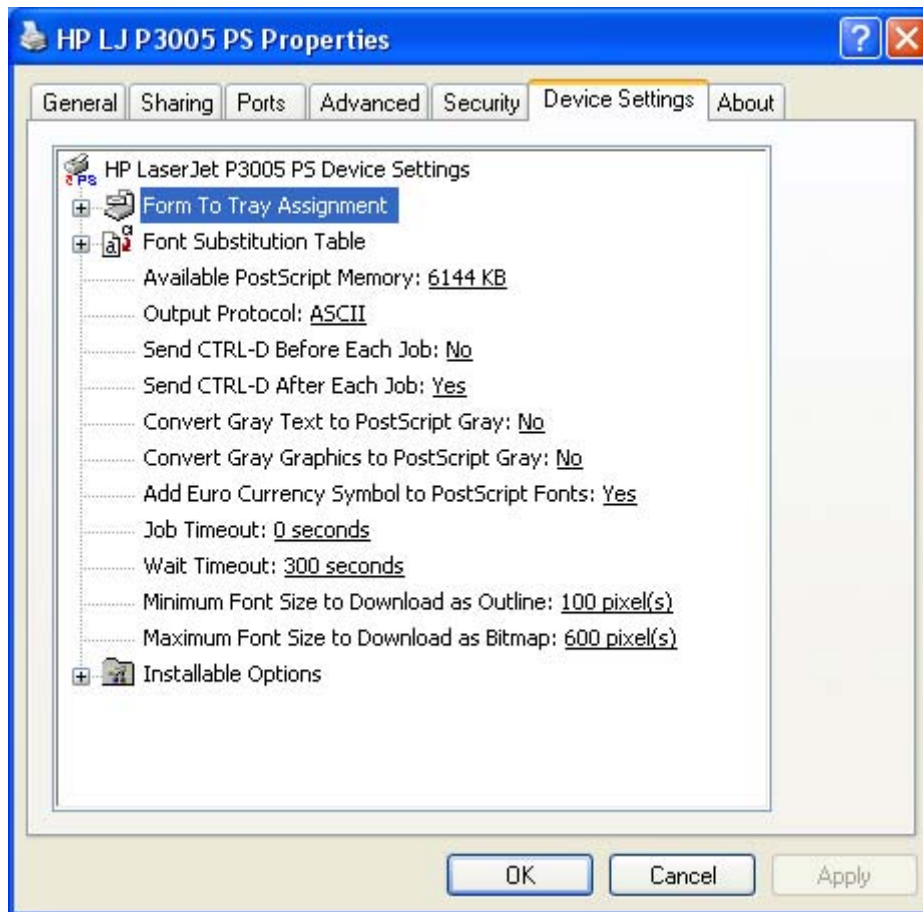 HP LJ P3005 PS Properties
General Sharing Ports Advanced Security Device Settings About
HP LaserJet P3005 PS Device Settings
Form To Tray Assignment
Font Substitution Table
Available PostScript Memory: 6144 KB
Output Protocol: ASCII
Send CTRL-D Before Each Job: No
Send CTRL-D After Each Job: Yes
Convert Gray Text to PostScript Gray: No
Convert Gray Graphics to PostScript Gray: No
Add Euro Currency Symbol to PostScript Fonts: Yes
Job Timeout: 0 seconds
Wait Timeout: 300 seconds
Minimum Font Size to Download as Outline: 100 pixel(s)
Maximum Font Size to Download as Bitmap: 600 pixel(s)
Installable Options
OK Cancel Apply